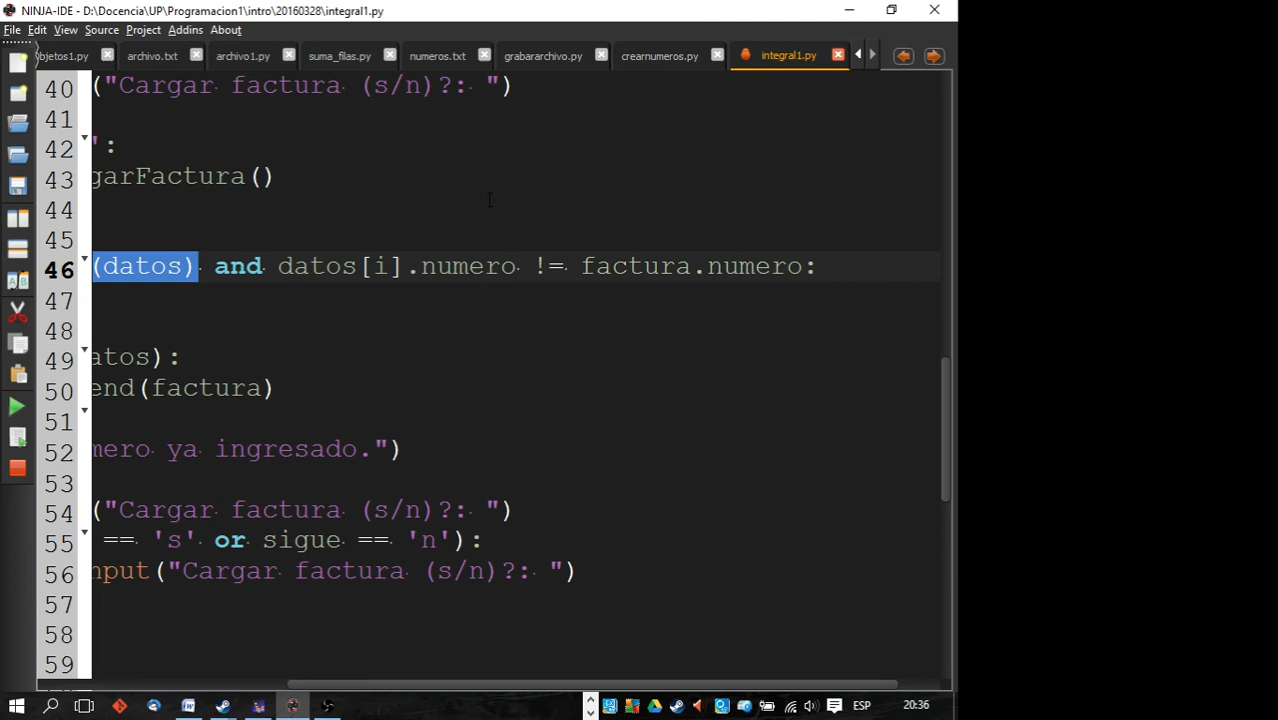 NINJA-IDE - D:\Docencia\UP\Programacion1\intro\20160328\integral1.py
File Edit View Source Project Addins About
bjetos1.py archivo.txt archivo1.py suma_filas.py numeros.txt grabararchivo.py crearnumeros.py integral1.py
40 ("Cargar factura (s/n)?: ")
41
42 ':
43 garFactura()
44
45
46 (datos) and datos[i].numero != factura.numero:
47
48
49 atos):
50 end(factura)
51
52 mero ya ingresado.")
53
54 ("Cargar factura (s/n)?: ")
55 == 's' or sigue == 'n'):
56 nput("Cargar factura (s/n)?: ")
57
58
59
ESP 20:36